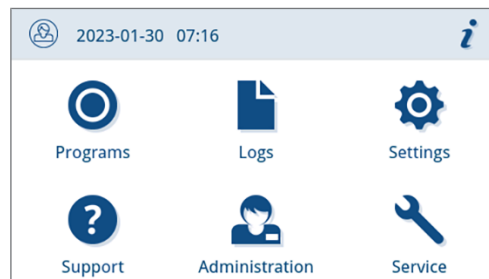 2023-01-30 07:16
Programs Logs Settings
Support Administration Service